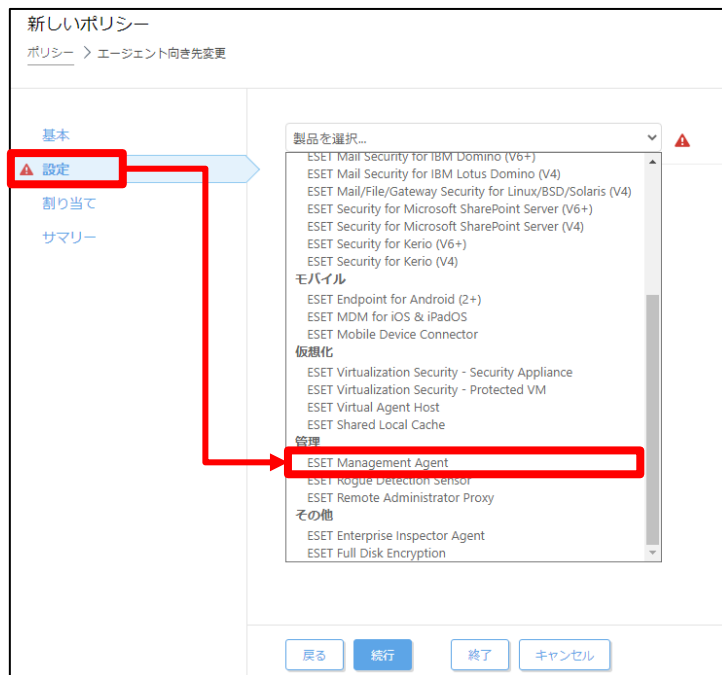 新しいポリシー
ポリシー > エージェント向き先変更
基本
設定
割り当て
サマリー
製品を選択...
ESET Mail Security for IBM Domino (V6+)
ESET Mail Security for IBM Lotus Domino (V4)
ESET Mail/File/Gateway Security for Linux/BSD/Solaris (V4)
ESET Security for Microsoft SharePoint Server (V6+)
ESET Security for Microsoft SharePoint Server (V4)
ESET Security for Kerio (V6+)
ESET Security for Kerio (V4)
モバイル
ESET Endpoint for Android (2+)
ESET MDM for iOS & iPadOS
ESET Mobile Device Connector
仮想化
ESET Virtualization Security - Security Appliance
ESET Virtualization Security - Protected VM
ESET Virtual Agent Host
ESET Shared Local Cache
管理
ESET Management Agent
ESET Rogue Detection Sensor
ESET Remote Administrator Proxy
その他
ESET Enterprise Inspector Agent
ESET Full Disk Encryption
戻る 続行 終了 キャンセル